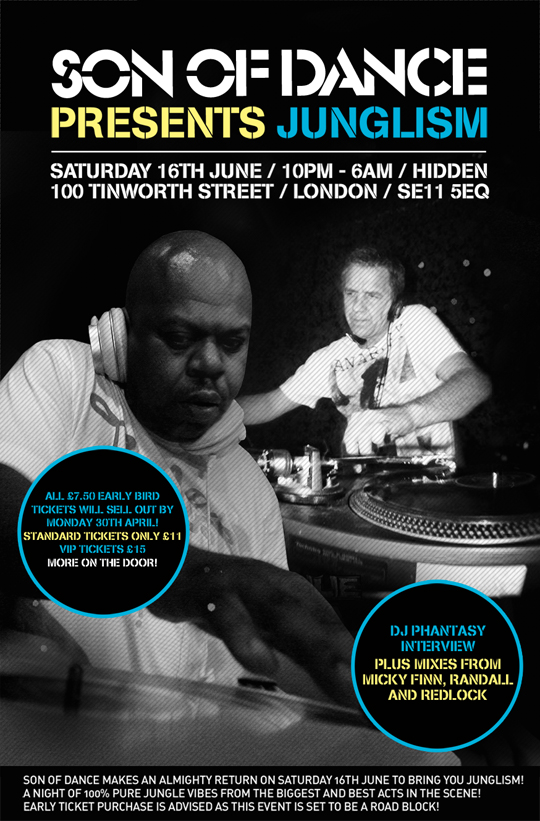 SON OF DANCE
PRESENTS JUNGLISM
SATURDAY 16TH JUNE / 10PM - 6AM / HIDDEN
100 TINWORTH STREET / LONDON / SE11 5EQ
ALL £7.50 EARLY BIRD
TICKETS WILL SELL OUT BY
MONDAY 30TH APRIL!
STANDARD TICKETS ONLY £11
VIP TICKETS £15
MORE ON THE DOOR!
DJ PHANTASY
INTERVIEW
PLUS MIXES FROM
MICKY FINN, RANDALL
AND REDLOCK
SON OF DANCE MAKES AN ALMIGHTY RETURN ON SATURDAY 16TH JUNE TO BRING YOU JUNGLISM!
A NIGHT OF 100% PURE JUNGLE VIBES FROM THE BIGGEST AND BEST ACTS IN THE SCENE!
EARLY TICKET PURCHASE IS ADVISED AS THIS EVENT IS SET TO BE A ROAD BLOCK!